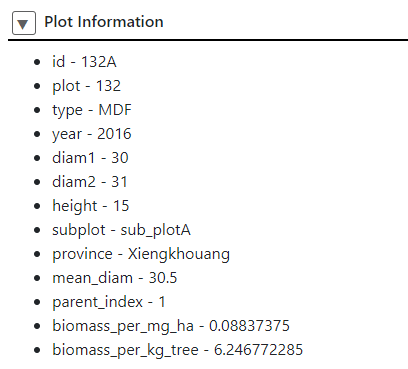 Plot Information
id - 132A
plot - 132
type - MDF
year - 2016
diam1 - 30
diam2 - 31
height - 15
subplot - sub_plotA
province - Xiengkhouang
mean_diam - 30.5
parent_index - 1
biomass_per_mg_ha - 0.08837375
biomass_per_kg_tree - 6.246772285